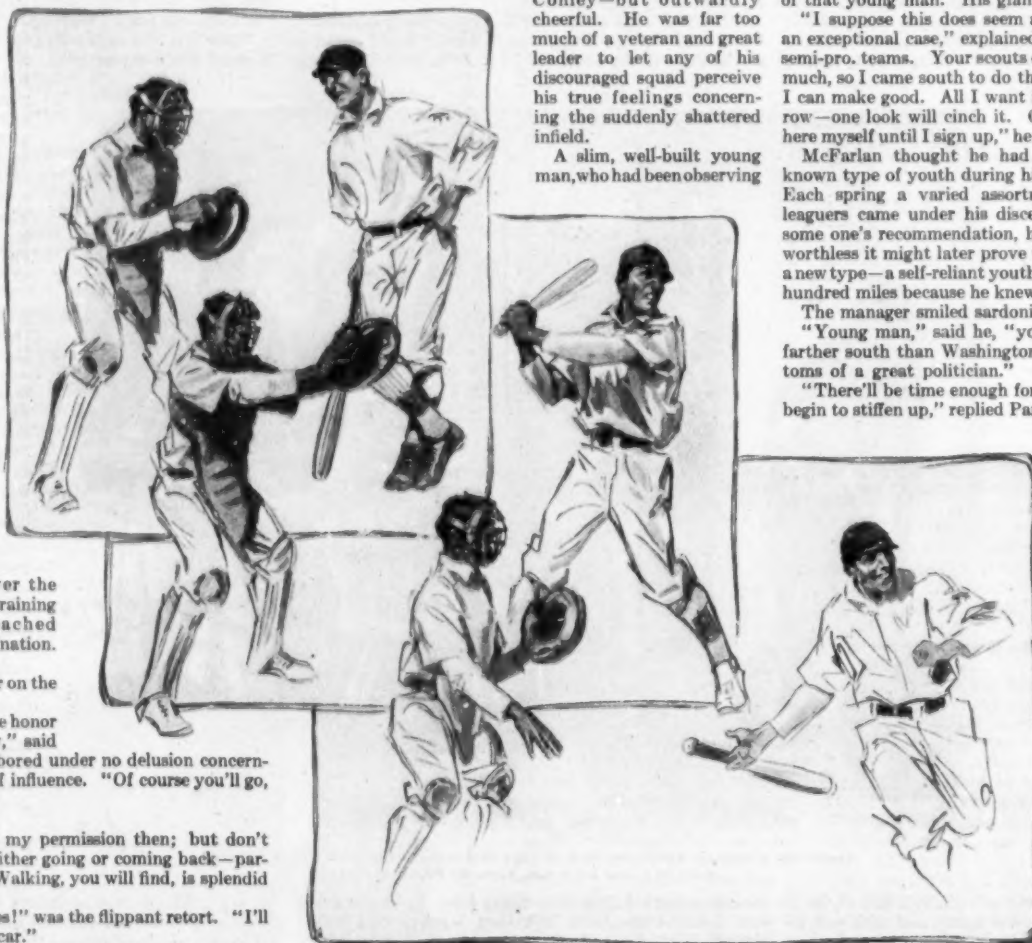 er the
raining
ached
nation.
r on the
e honor
," said
bored under no delusion concern-
f influence. "Of course you'll go,
my permission then; but don't
ither going or coming back—par-
Walking, you will find, is splendid
s!" was the flippant retort. "I'll
car."
Conley—but outwardly
cheerful. He was far too
much of a veteran and great
leader to let any of his
discouraged squad perceive
his true feelings concern-
ing the suddenly shattered
infield.
A slim, well-built young
man, who had been observing
of that young man. His glan
"I suppose this does seem
an exceptional case," explained
semi-pro. teams. Your scouts
much, so I came south to do th
I can make good. All I want
row—one look will cinch it.
here myself until I sign up," he
McFarlan thought he had
known type of youth during h
Each spring a varied assort
leaguers came under his disce
some one's recommendation, h
worthless it might later prove
a new type—a self-reliant youth
hundred miles because he knew
The manager smiled sardoni
"Young man," said he, "yo
farther south than Washington
toms of a great politician."
"There'll be time enough for
begin to stiffen up," replied Pa